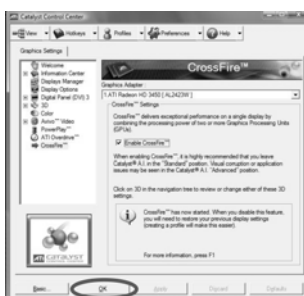 Catalyst Control Center
View
Hotkeys
Profiles
Preferences
Help
Graphics Settings
Welcome
Information Center
Displays Manager
Display Options
Digital Panel (DVI) 3
3D
Color
Avivo™ Video
PowerPlay™
ATI Overdrive™
CrossFire™
CrossFire™
Graphics Adapter:
1.ATI Radeon HD 3450 [ AL2423W ]
CrossFire™ Settings:
CrossFire™ delivers exceptional performance on a single display by
combining the processing power of two or more Graphics Processing Units
(GPUs).
Enable CrossFire™
When enabling CrossFire™, it is highly recommended that you leave
Catalyst® A.I. in the "Standard" position. Visual corruption or application
issues may be seen in the Catalyst® A.I. "Advanced" position.
Click on 3D in the navigation tree to review or change either of these 3D
settings.
CrossFire™ has now started. When you disable this feature,
you will need to restore your previous display settings
(creating a profile will make this easier).
For more information, press F1
CATALYST
Basic...
OK
Apply
Discard
Defaults